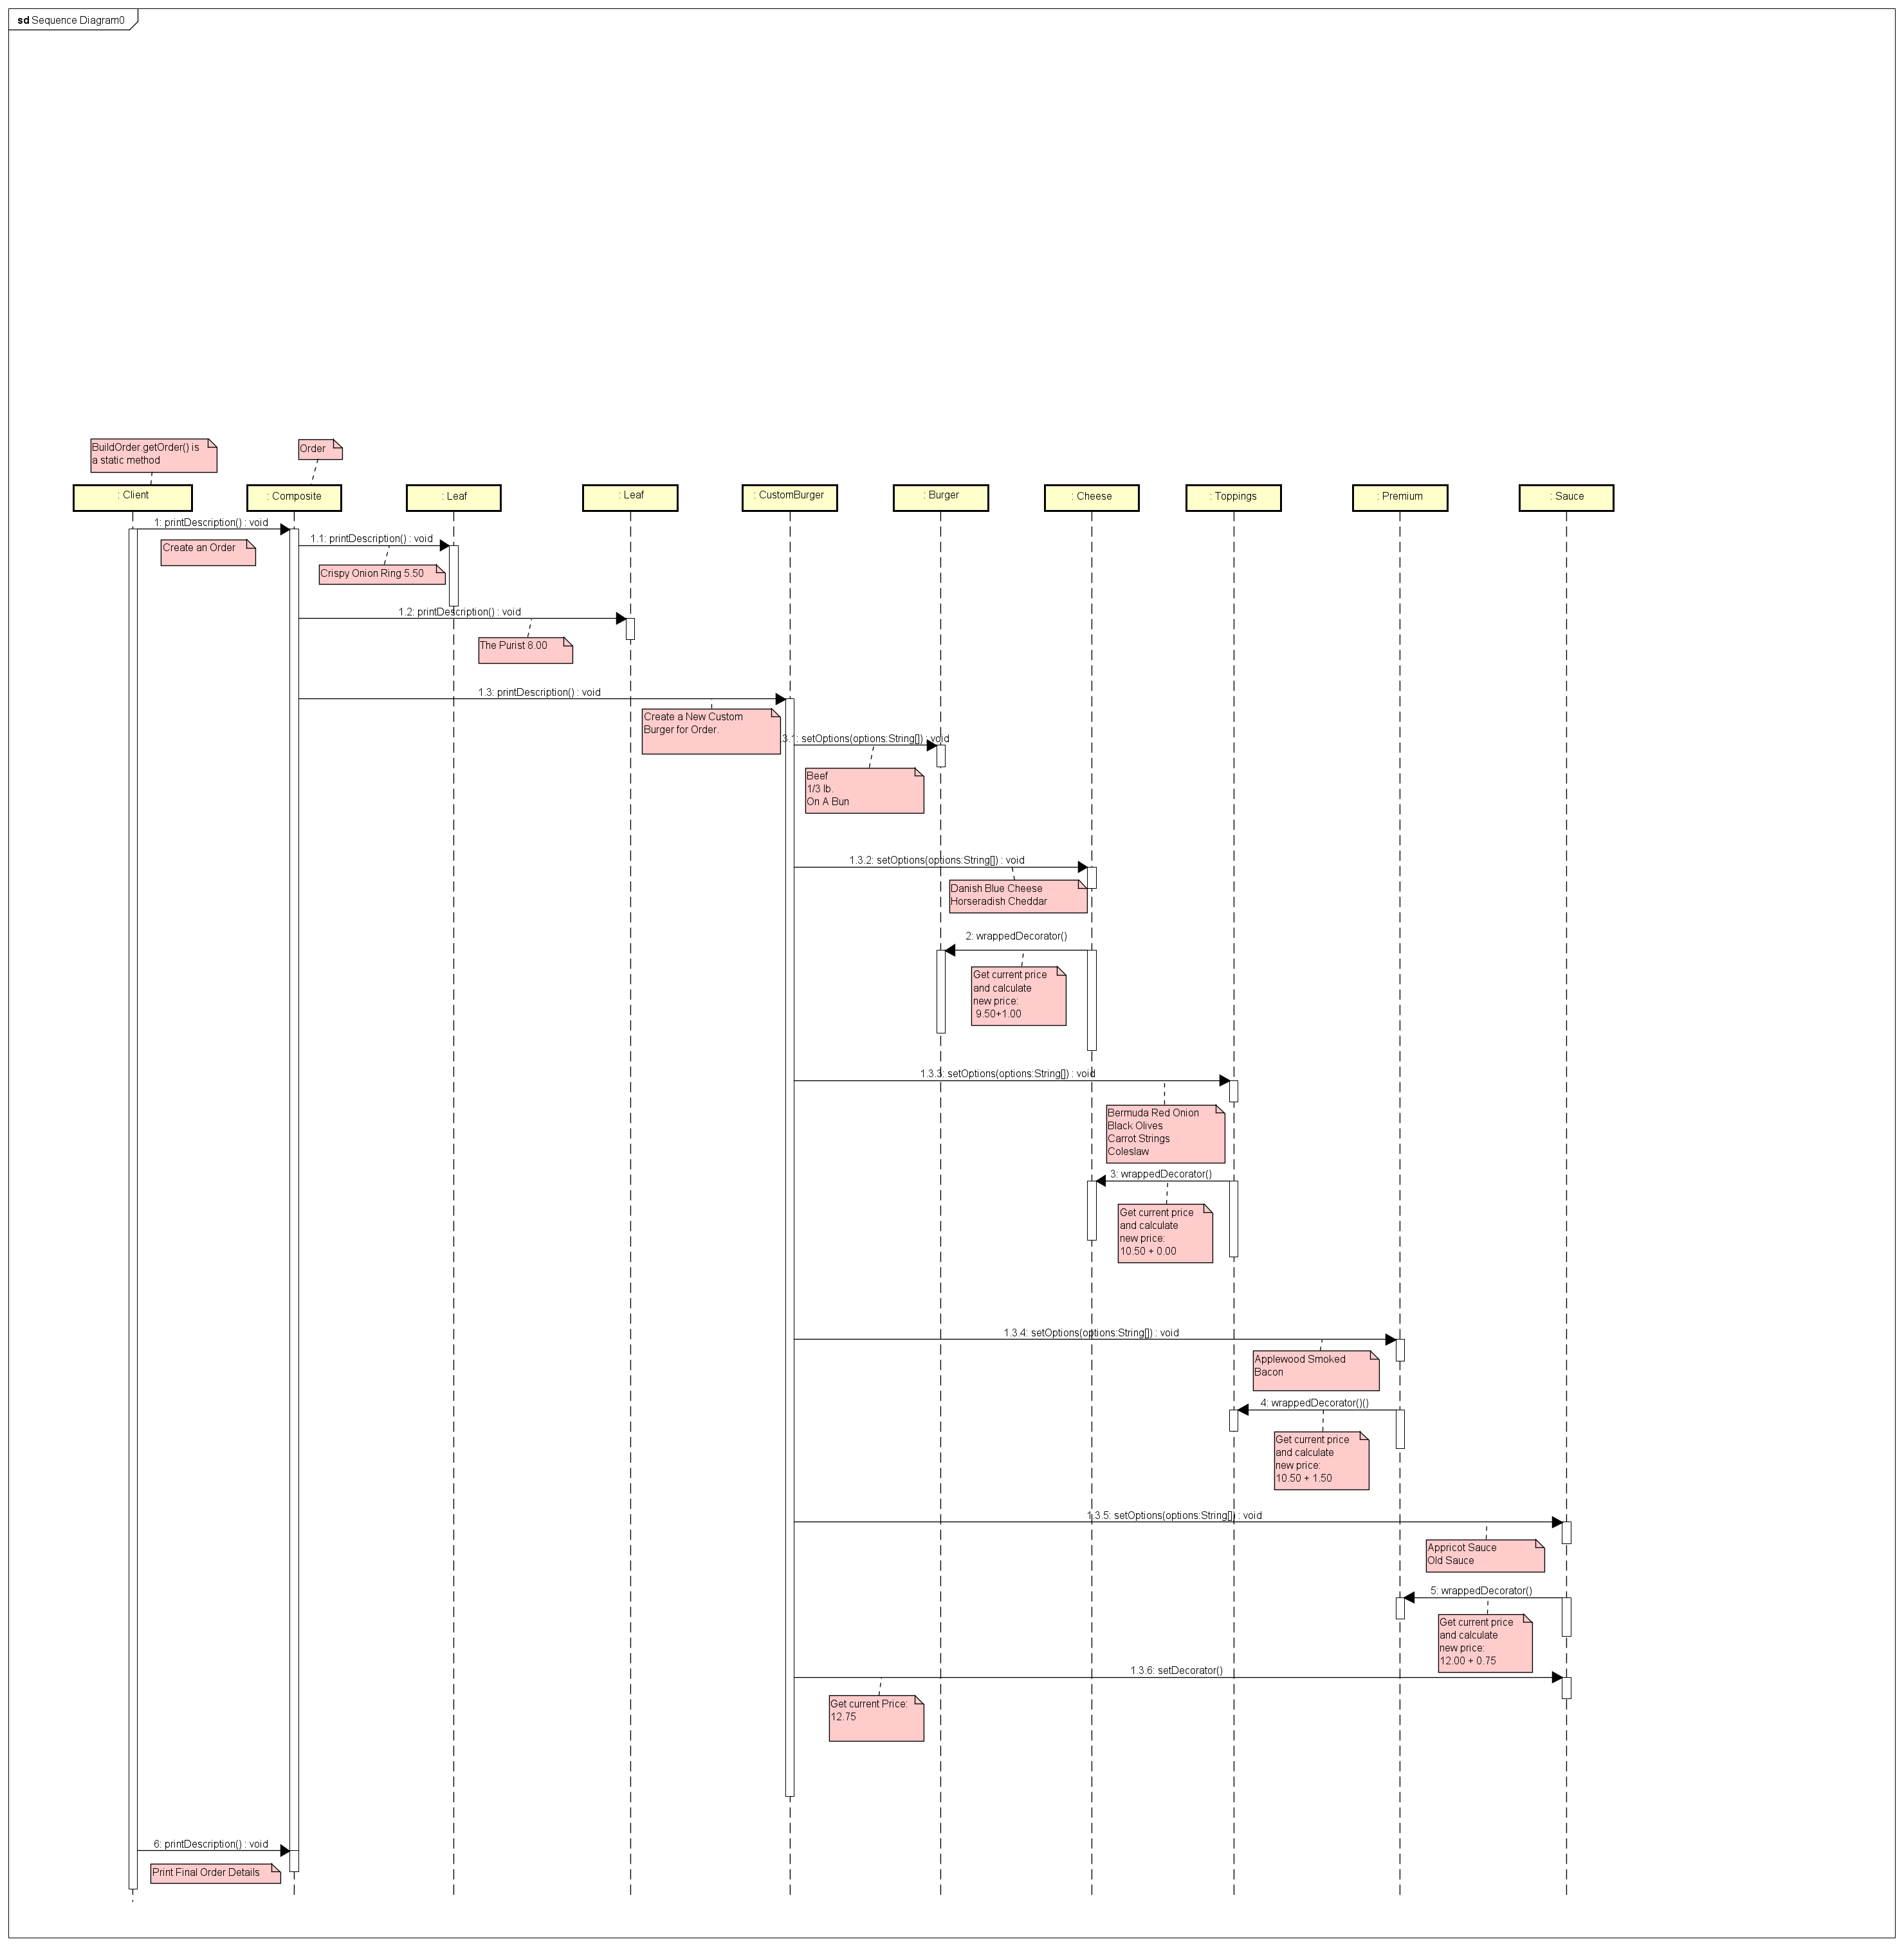 sd Sequence Diagram0
BuildOrder.getOrder() is
a static method
Order
: Client
: Composite
: Leaf
: Leaf
: CustomBurger
: Burger
: Cheese
: Toppings
: Premium
: Sauce
1: printDescription() : void
Create an Order
1.1: printDescription() : void
Crispy Onion Ring 5.50
1.2: printDescription() : void
The Purist 8.00
1.3: printDescription() : void
Create a New Custom
Burger for Order.
3.1: setOptions(options:String[]) : void
Beef
1/3 lb.
On A Bun
1.3.2: setOptions(options:String[]) : void
Danish Blue Cheese
Horseradish Cheddar
2: wrappedDecorator()
Get current price
and calculate
new price:
9.50+1.00
1.3.3: setOptions(options:String[]) : void
Bermuda Red Onion
Black Olives
Carrot Strings
Coleslaw
3: wrappedDecorator()
Get current price
and calculate
new price:
10.50 + 0.00
1.3.4: setOptions(options:String[]) : void
Applewood Smoked
Bacon
4: wrappedDecorator()()
Get current price
and calculate
new price:
10.50 + 1.50
1.3.5: setOptions(options:String[]) : void
Appricot Sauce
Old Sauce
5: wrappedDecorator()
Get current price
and calculate
new price:
12.00 + 0.75
1.3.6: setDecorator()
Get current Price:
12.75
6: printDescription() : void
Print Final Order Details